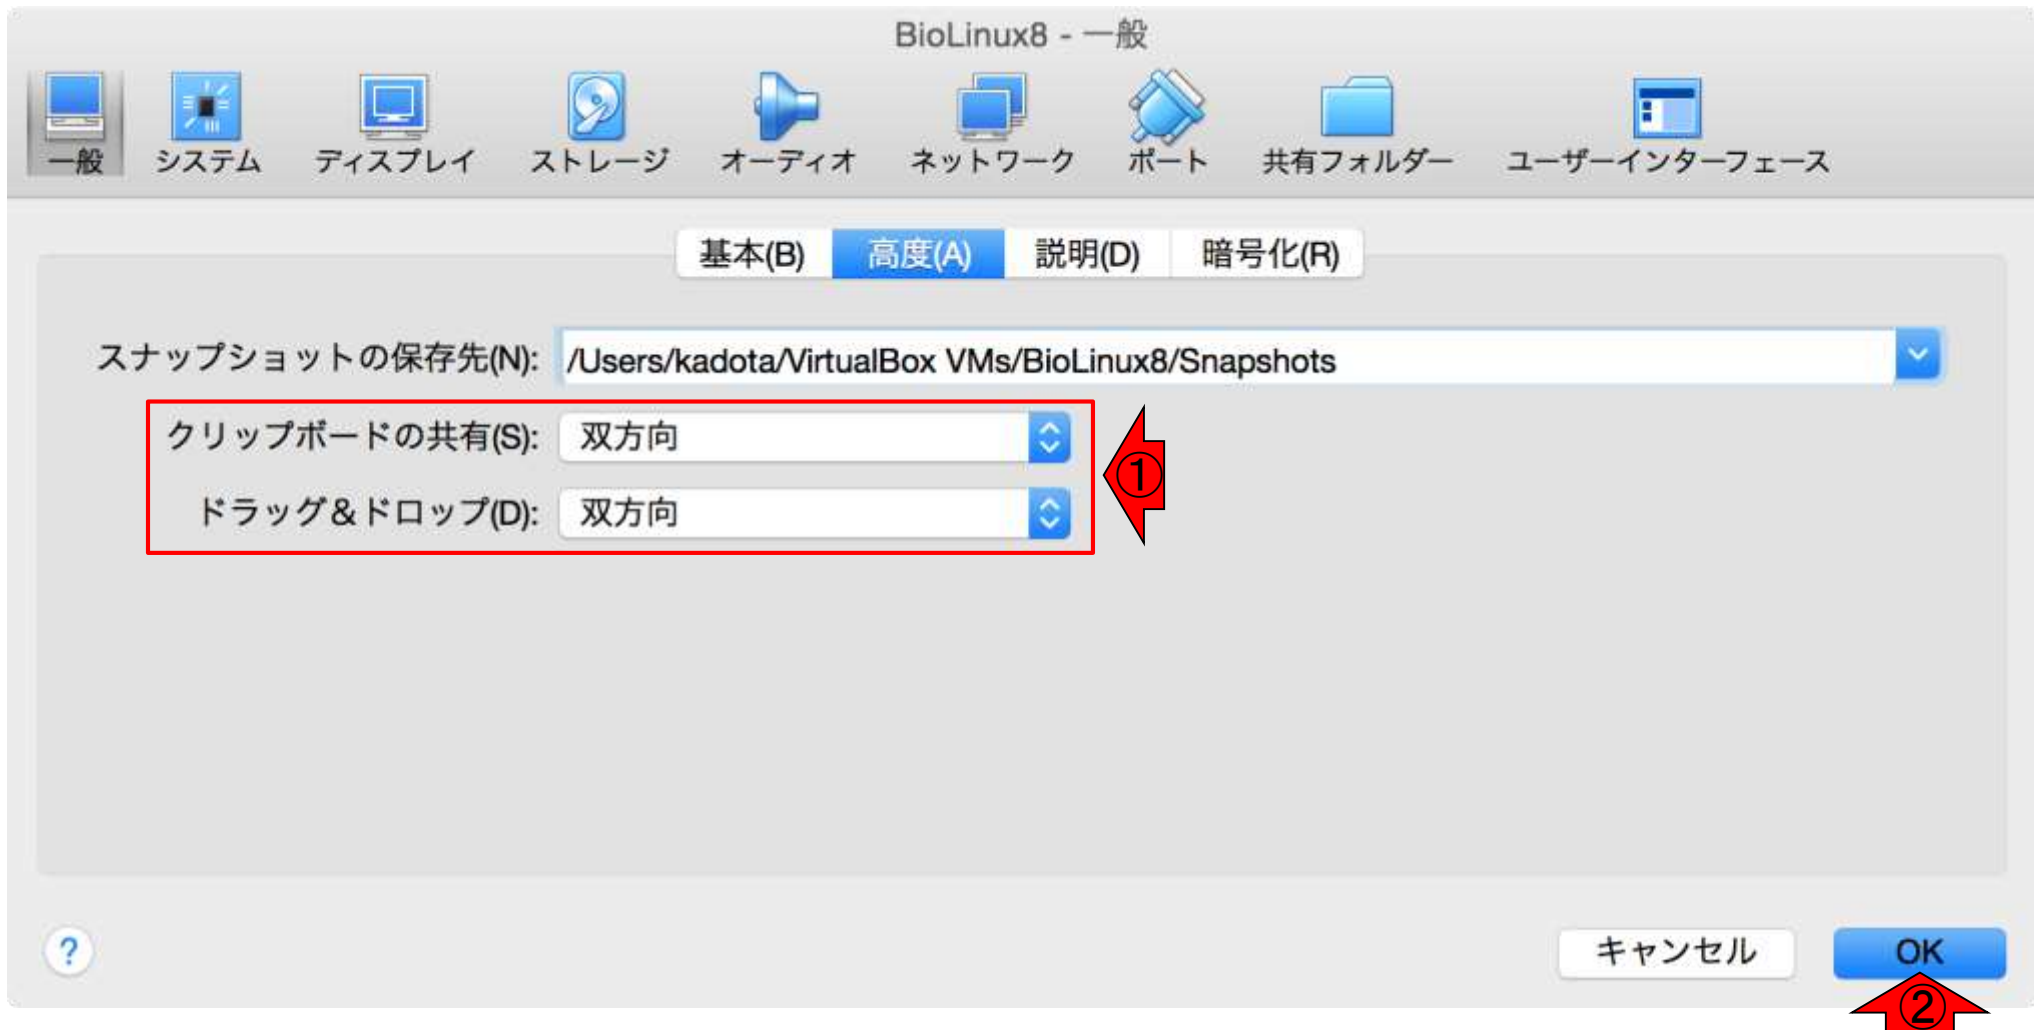 BioLinux8 - 一般
一般 システム ディスプレイ ストレージ オーディオ ネットワーク ポート 共有フォルダー ユーザーインターフェース
基本(B) 高度(A) 説明(D) 暗号化(R)
スナップショットの保存先(N): /Users/kadota/VirtualBox VMs/BioLinux8/Snapshots
クリップボードの共有(S): 双方向
①
ドラッグ&ドロップ(D): 双方向
? キャンセル OK
②